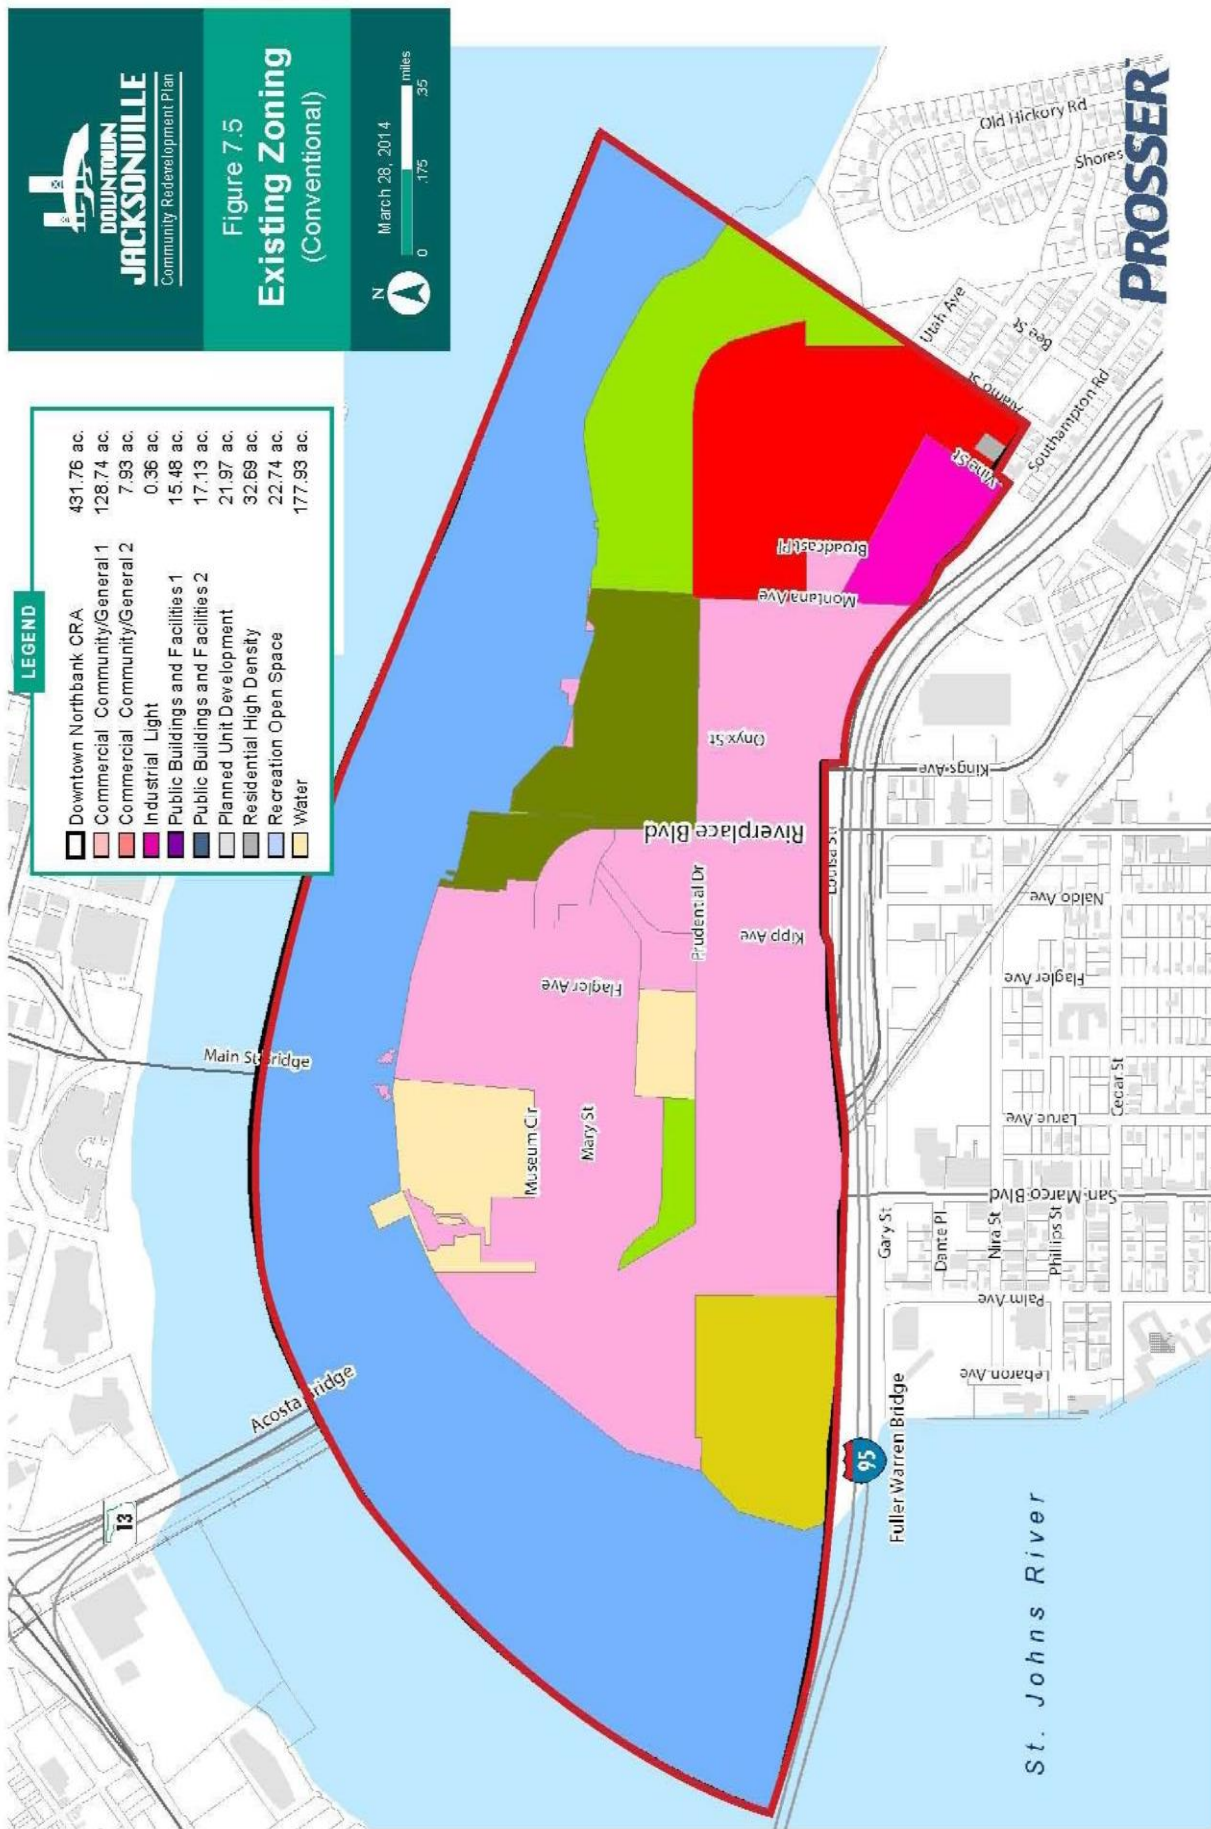 DOWNTOWN
JACKSONVILLE
Community Redevelopment Plan
Figure 7.5
Existing Zoning
(Conventional)
March 28, 2014
N
0 .175 .35 miles
LEGEND
Downtown Northbank CRA 431.76 ac.
Commercial Community/General 1 128.74 ac.
Commercial Community/General 2 7.93 ac.
Industrial Light 0.36 ac.
Public Buildings and Facilities 1 15.48 ac.
Public Buildings and Facilities 2 17.13 ac.
Planned Unit Development 21.97 ac.
Residential High Density 32.69 ac.
Recreation Open Space 22.74 ac.
Water 177.93 ac.
Main St Bridge
Acosta Bridge
13
Museum Cir
Mary St
Flagler Ave
Prudential Dr
Kipp Ave
Riverplace Blvd
Onyx St
Montana Ave
Broadcast Pl
Vine St
Alamo St
Utah Ave
Bee St
Southampton Rd
Old Hickory Rd
Shores
Louisa St
Kings Ave
Naldo Ave
Flagler Ave
Larue Ave
Cedar St
San Marco Blvd
Gary St
Dante Pl
Nira St
Phillips St
Palm Ave
Lebaron Ave
95
Fuller Warren Bridge
St. Johns River
PROSSER